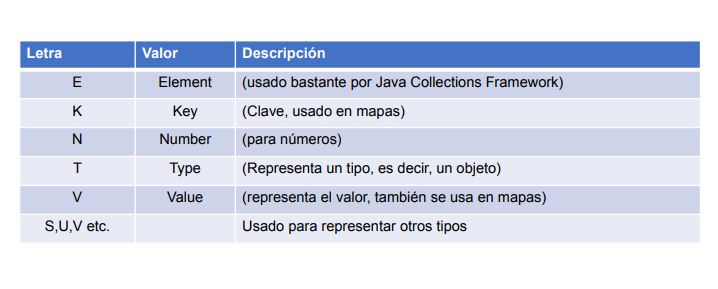 Letra Valor Descripción
E Element (usado bastante por Java Collections Framework)
K Key (Clave, usado en mapas)
N Number (para números)
T Type (Representa un tipo, es decir, un objeto)
V Value (representa el valor, también se usa en mapas)
S,U,V etc. Usado para representar otros tipos